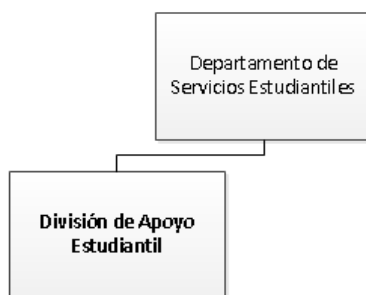 Departamento de
Servicios Estudiantiles
División de Apoyo
Estudiantil